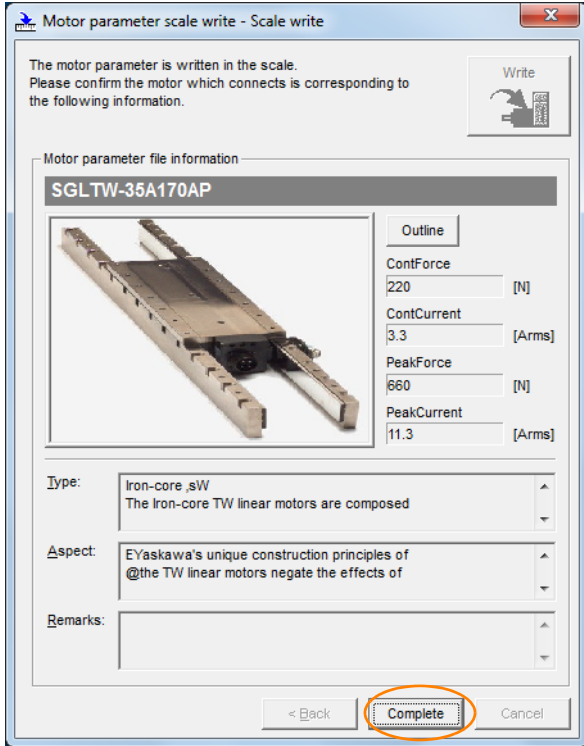 Motor parameter scale write - Scale write
The motor parameter is written in the scale.
Please confirm the motor which connects is corresponding to
the following information.
Write
Motor parameter file information
SGLTW-35A170AP
Outline
ContForce
220 [N]
ContCurrent
3.3 [Arms]
PeakForce
660 [N]
PeakCurrent
11.3 [Arms]
Type:
Iron-core ,sW
The Iron-core TW linear motors are composed
Aspect:
EYaskawa's unique construction principles of
@the TW linear motors negate the effects of
Remarks:
< Back Complete Cancel